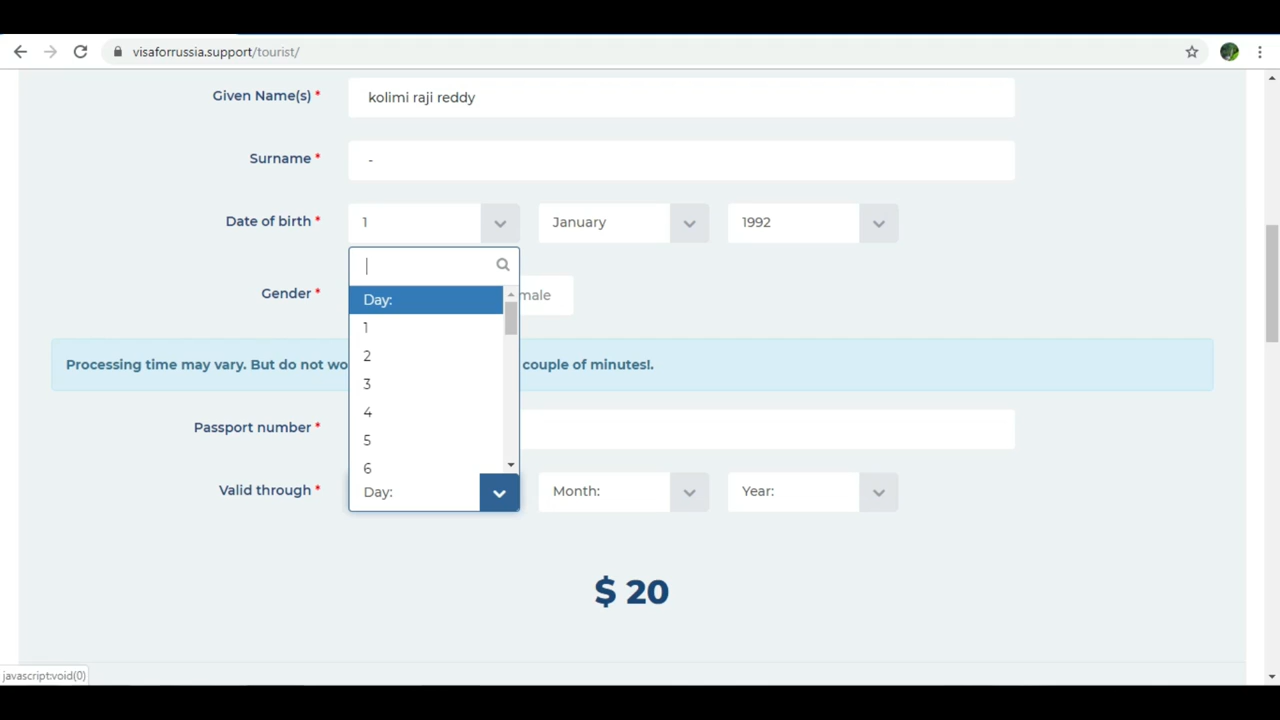 visaforrussia.support/tourist/
Given Name(s) *
kolimi raji reddy
Surname *
-
Date of birth *
1
January
1992
Gender *
male
Day:
1
2
3
4
5
6
Processing time may vary. But do not wo
couple of minutes!.
Passport number *
Valid through *
Day:
Month:
Year:
$ 20
javascript:void(0)